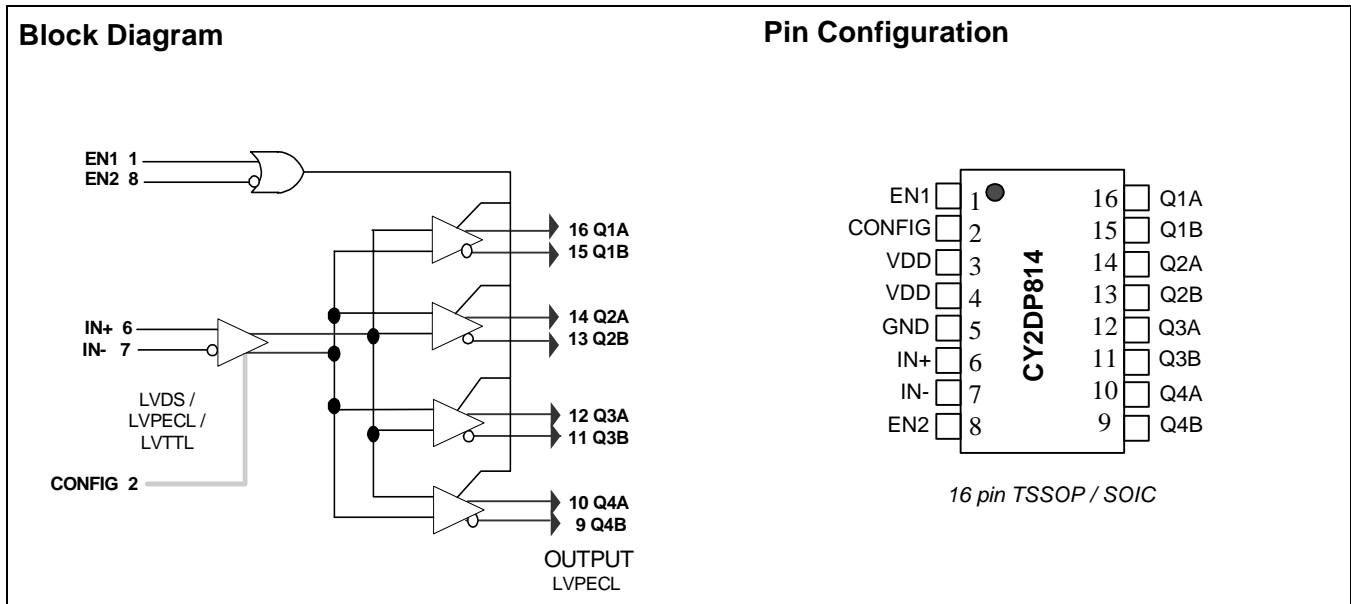 Block Diagram
EN1 1
EN2 8
16 Q1A
15 Q1B
14 Q2A
13 Q2B
IN+ 6
IN- 7
LVDS /
LVPECL /
LVTTL
12 Q3A
11 Q3B
CONFIG 2
10 Q4A
9 Q4B
OUTPUT
LVPECL
Pin Configuration
EN1 1 16 Q1A
CONFIG 2 15 Q1B
VDD 3 14 Q2A
VDD 4 13 Q2B
GND 5 12 Q3A
IN+ 6 11 Q3B
IN- 7 10 Q4A
EN2 8 9 Q4B
CY2DP814
16 pin TSSOP / SOIC